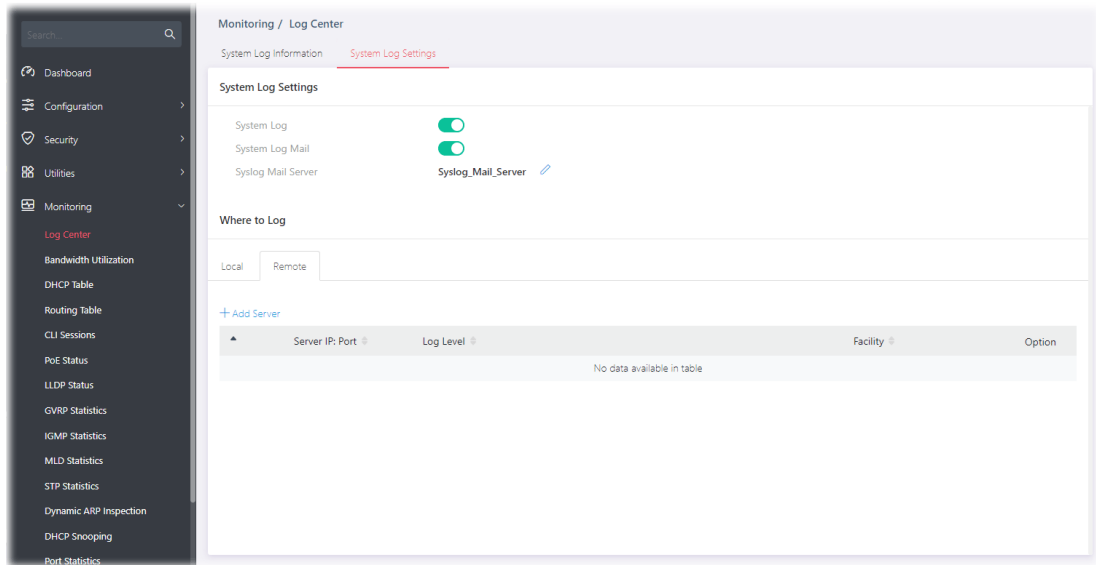 Search...
Dashboard
Configuration
Security
Utilities
Monitoring
Log Center
Bandwidth Utilization
DHCP Table
Routing Table
CLI Sessions
PoE Status
LLDP Status
GVRP Statistics
IGMP Statistics
MLD Statistics
STP Statistics
Dynamic ARP Inspection
DHCP Snooping
Port Statistics
Monitoring / Log Center
System Log Information System Log Settings
System Log Settings
System Log
System Log Mail
Syslog Mail Server Syslog_Mail_Server
Where to Log
Local Remote
+ Add Server
Server IP: Port Log Level Facility Option
No data available in table